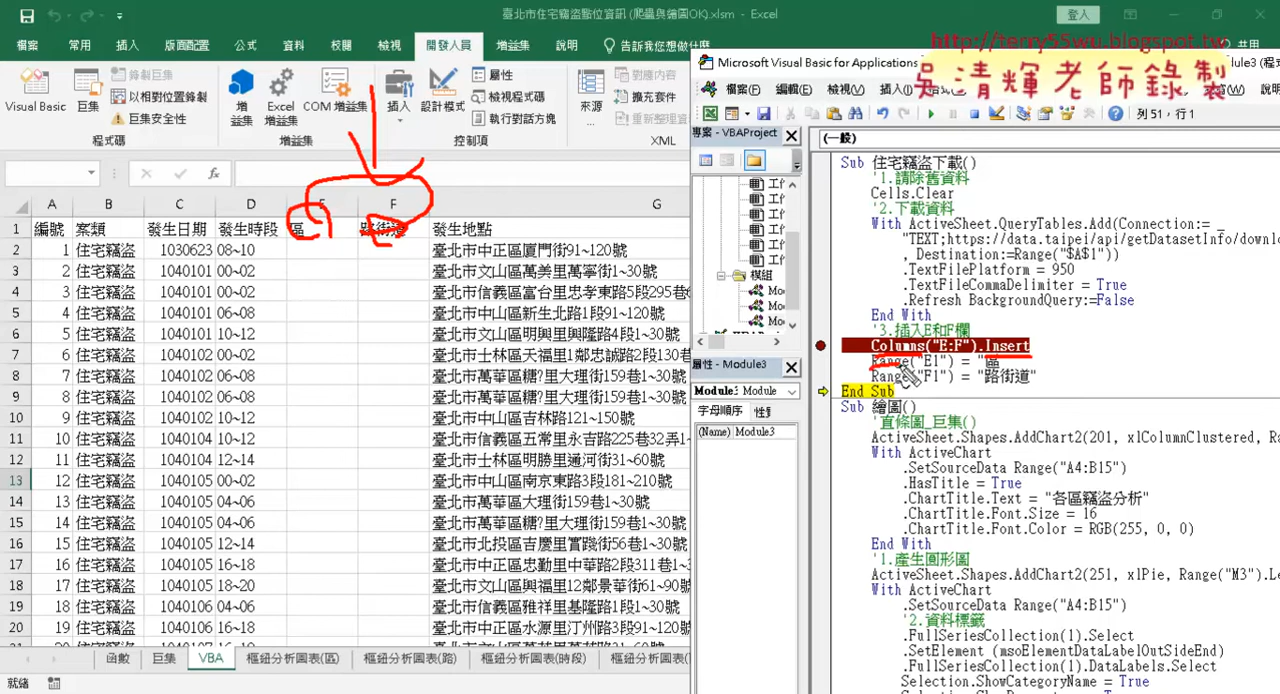 臺北市住宅竊盜點位資訊 (爬蟲與繪圖OK).xlsm - Excel
登入
檔案 常用 插入 版面配置 公式 資料 校閱 檢視 開發人員 增益集 說明 告訴我您想做什麼
共用
http://terry55wu.blogspot.tw
吳清輝老師錄製
Visual Basic 巨集 錄製巨集 以相對位置錄製 巨集安全性
增益集 Excel 增益集 COM 增益集
插入 設計模式 屬性 檢視程式碼 執行對話方塊
來源 對應內容 擴充套件 重新整理
程式碼 增益集 控制項 XML
Microsoft Visual Basic for Applications
檔案(F) 編輯(E) 檢視(V) 插入(I)
列 51，行 1
專案 - VBAProject
(一般)
A B C D E F G
1 編號 案類 發生日期 發生時段 區 路街道 發生地點
2 1 住宅竊盜 1030623 08~10 臺北市中正區廈門街91~120號
3 2 住宅竊盜 1040101 00~02 臺北市文山區萬美里萬寧街1~30號
4 3 住宅竊盜 1040101 00~02 臺北市信義區富台里忠孝東路5段295巷6
5 4 住宅竊盜 1040101 06~08 臺北市中山區新生北路1~30號
6 5 住宅竊盜 1040101 10~12 臺北市文山區明興里興隆路4段1~30號
7 6 住宅竊盜 1040102 00~02 臺北市士林區天福里1鄰忠誠路
8 7 住宅竊盜 1040102 06~08 臺北市萬華區糖?里大理街
9 8 住宅竊盜 1040102 06~08 臺北市萬華區糖?里大理街
10 9 住宅竊盜 1040102 10~12 臺北市中山區吉林路121~150號
11 10 住宅竊盜 1040104 10~12 臺北市信義區五常里永吉路225巷32弄1
12 11 住宅竊盜 1040104 12~14 臺北市士林區明勝里通河街31~60號
13 12 住宅竊盜 1040105 00~02 臺北市中山區南京東路3段181~210號
14 13 住宅竊盜 1040105 04~06 臺北市萬華區大理街159巷1~30號
15 14 住宅竊盜 1040105 04~06 臺北市萬華區糖?里大理街159巷1~30號
16 15 住宅竊盜 1040105 12~14 臺北市北投區吉慶里實踐街56巷1~30號
17 16 住宅竊盜 1040105 16~18 臺北市中正區忠勤里中華路2段311巷1~3
18 17 住宅竊盜 1040105 18~20 臺北市文山區興福里12鄰景華街61~90號
19 18 住宅竊盜 1040106 04~06 臺北市信義區雅祥里基隆路1段1~30號
20 19 住宅竊盜 1040106 16~18 臺北市中正區水源里汀州路3段1~30號
函數 巨集 VBA 樞紐分析圖表(區) 樞紐分析圖表(路) 樞紐分析圖表(時段) 樞紐分析圖表(
就緒
模組
屬性 - Module3
Module3 Module
字母順序
(Name) Module3
Sub 住宅竊盜下載()
'1.請除舊資料
Cells.Clear
'2.下載資料
With ActiveSheet.QueryTables.Add(Connection:= _
"TEXT;https://data.taipei/api/getDatasetInfo/downlo
, Destination:=Range("$A$1"))
.TextFilePlatform = 950
.TextFileCommaDelimiter = True
.Refresh BackgroundQuery:=False
End With
'3.插入E和F欄
Columns("E:F").Insert
Range("E1") = "區"
Range("F1") = "路街道"
End Sub
Sub 繪圖()
'直條圖_巨集()
ActiveSheet.Shapes.AddChart2(201, xlColumnClustered, Ra
With ActiveChart
.SetSourceData Range("A4:B15")
.HasTitle = True
.ChartTitle.Text = "各區竊盜分析"
.ChartTitle.Font.Size = 16
.ChartTitle.Font.Color = RGB(255, 0, 0)
End With
'1.產生圓形圖
ActiveSheet.Shapes.AddChart2(251, xlPie, Range("M3").Le
With ActiveChart
.SetSourceData Range("A4:B15")
'2.資料標籤
.FullSeriesCollection(1).Select
.SetElement (msoElementDataLabelOutSideEnd)
.FullSeriesCollection(1).DataLabels.Select
Selection.ShowCategoryName = True